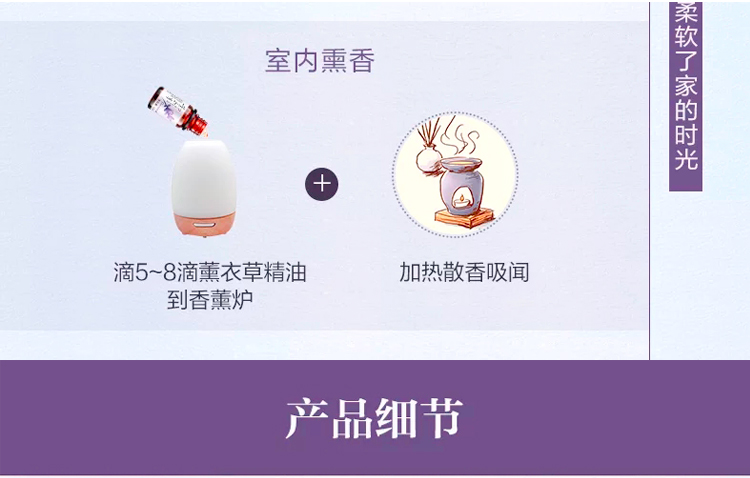 室内熏香
滴5~8滴薰衣草精油
到香薰炉
加热散香吸闻
柔软了家的时光
产品细节